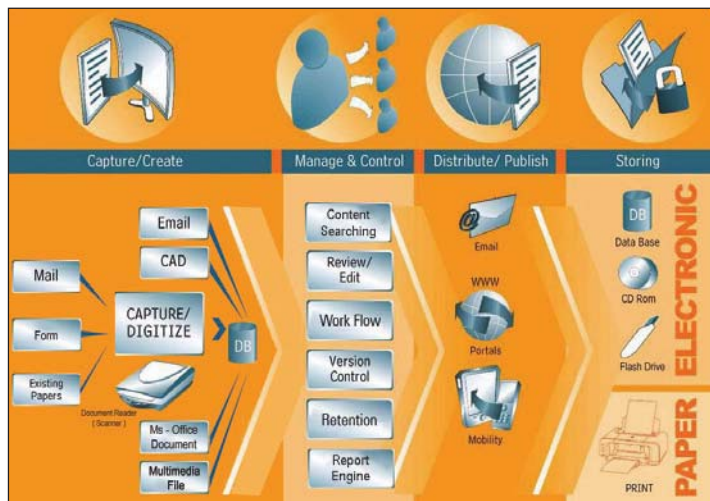 Capture/Create
Manage & Control
Distribute/ Publish
Storing
Email
CAD
Mail
Form
Existing
Papers
CAPTURE/
DIGITIZE
DB
Document Reader
( Scanner )
Ms - Office
Document
Multimedia
File
Content
Searching
Review/
Edit
Work Flow
Version
Control
Retention
Report
Engine
@
Email
WWW
Portals
Mobility
DB
Data Base
CD Rom
Flash Drive
ELECTRONIC
PRINT
PAPER